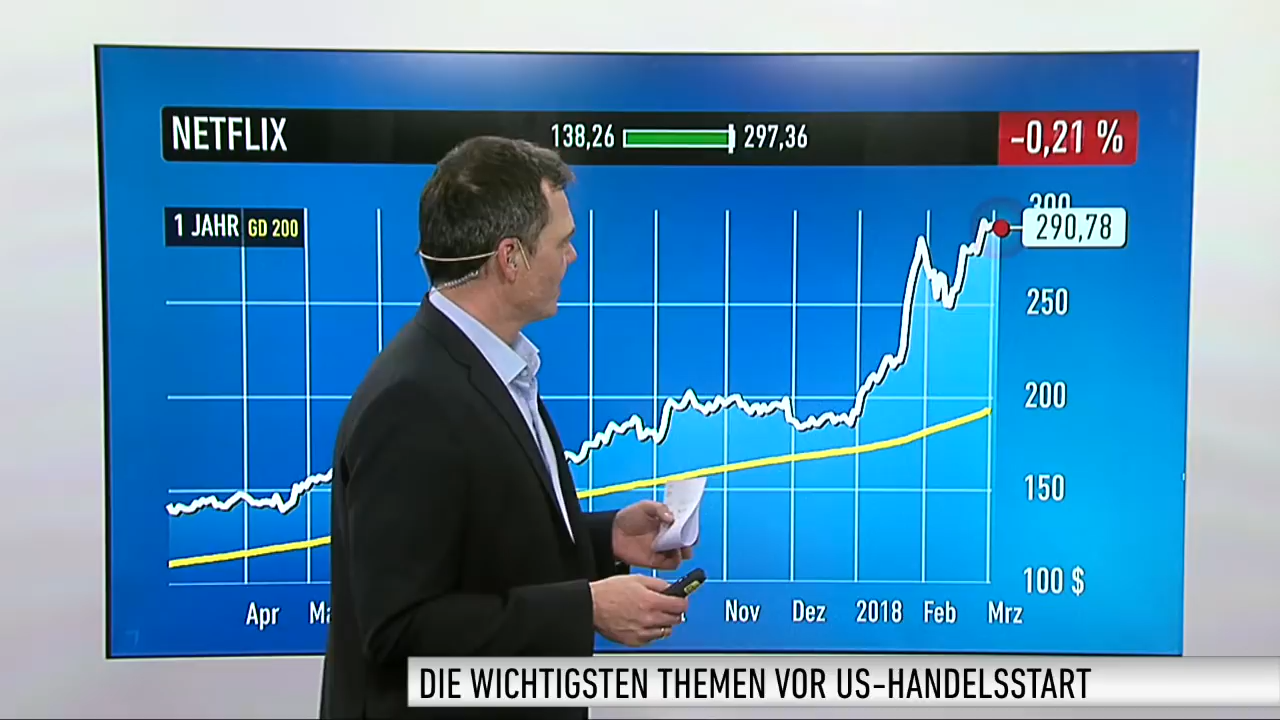 NETFLIX 138,26 297,36 -0,21 %
1 JAHR GD 200
300
290,78
250
200
150
100 $
Apr Nov Dez 2018 Feb Mrz
DIE WICHTIGSTEN THEMEN VOR US-HANDELSSTART